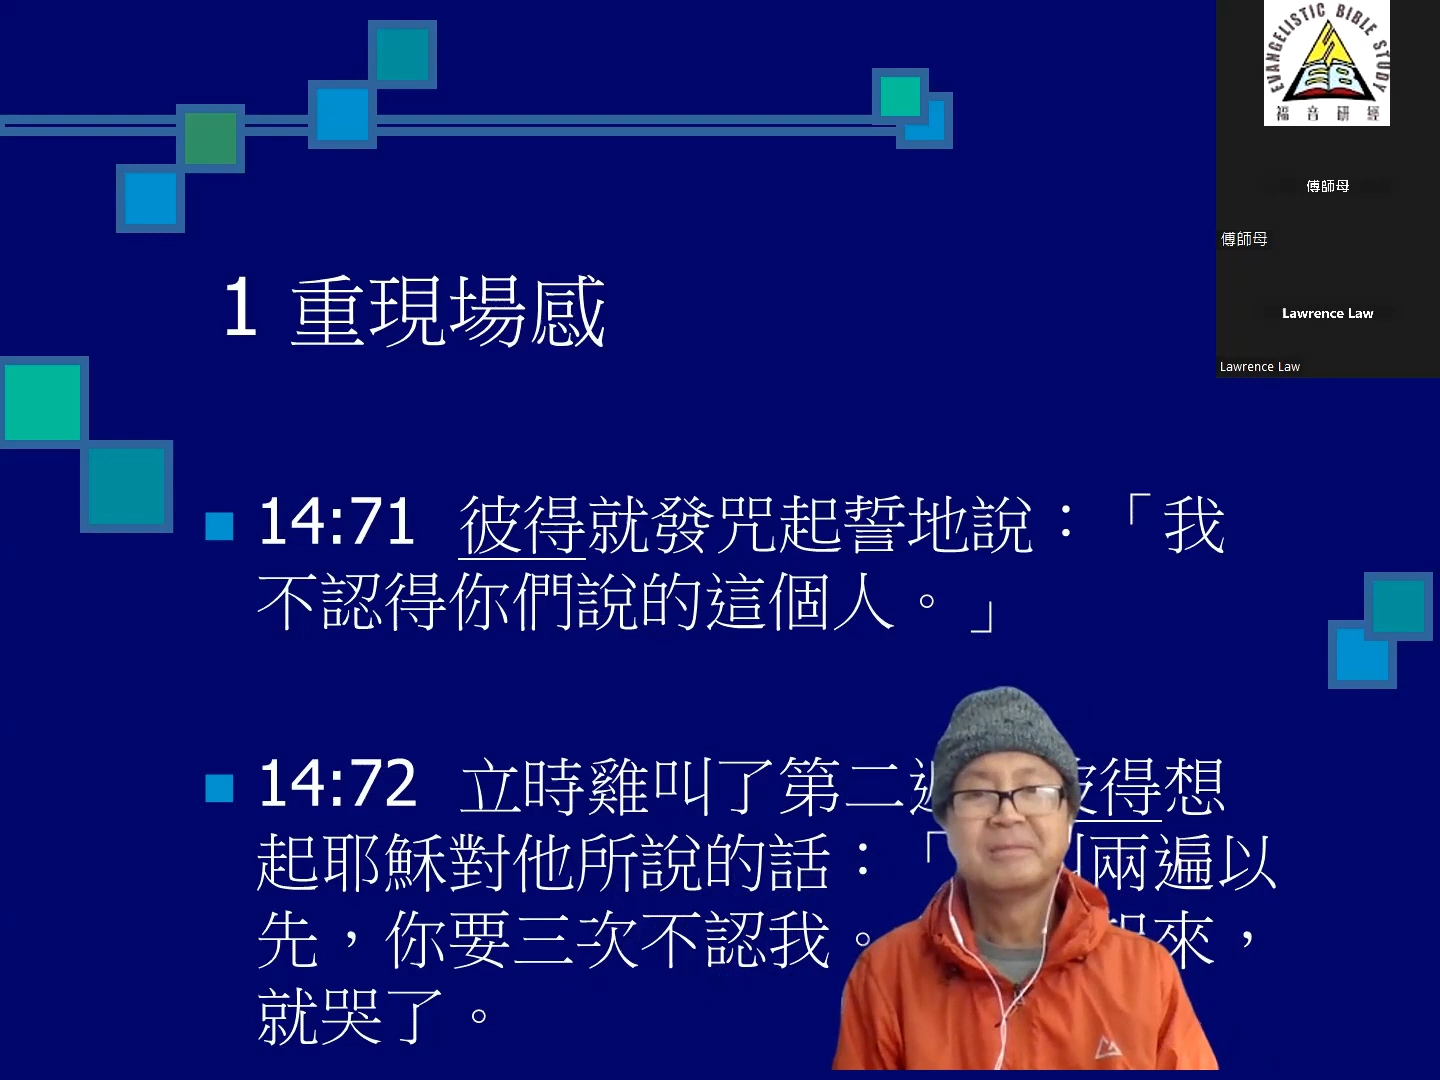 EVANGELISTIC BIBLE STUDY
福音研經
傅師母
傅師母
Lawrence Law
Lawrence Law
1 重現場感
14:71 彼得就發咒起誓地說：「我
不認得你們說的這個人。」
14:72 立時雞叫了第二 得想
起耶穌對他所說的話：「 兩遍以
先，你要三次不認我。 來，
就哭了。